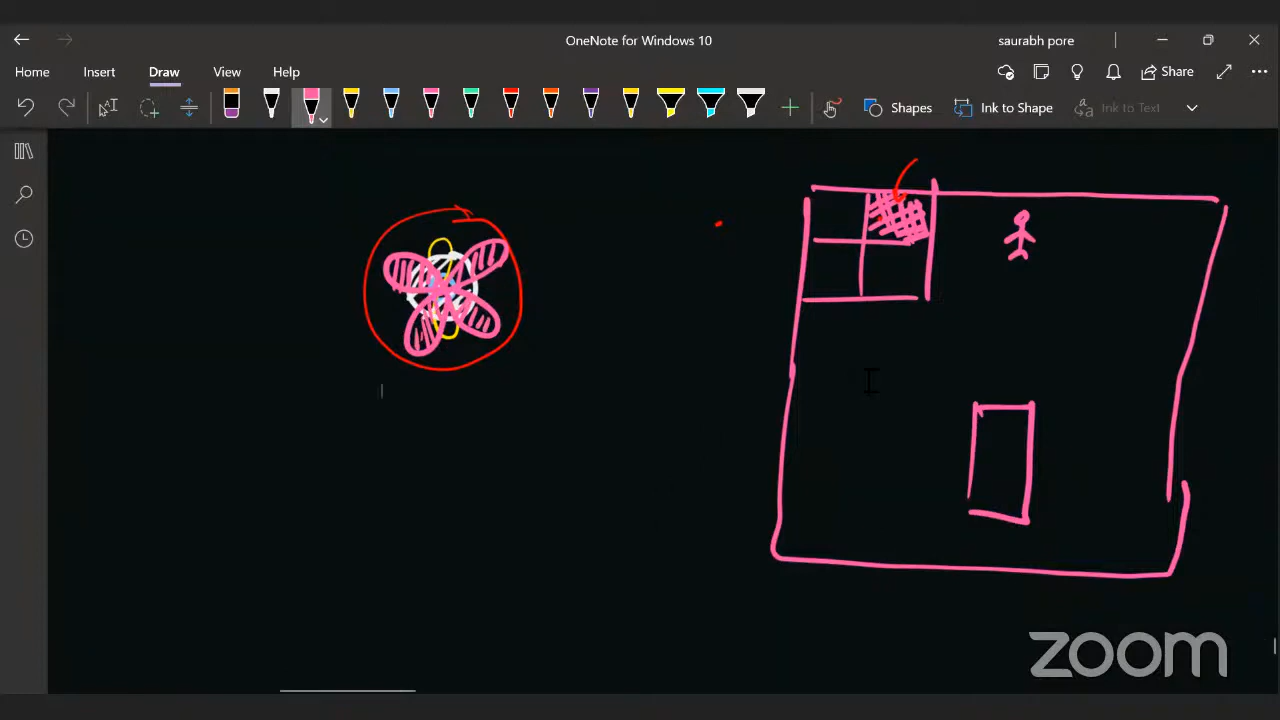 OneNote for Windows 10
saurabh pore
Home Insert Draw View Help
Share
Shapes
Ink to Shape
Ink to Text
zoom